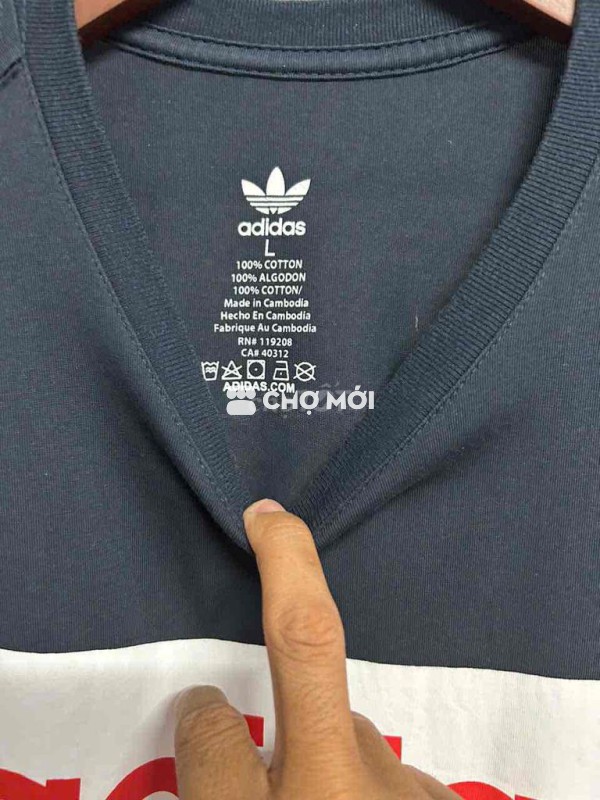 adidas
L
100% COTTON
100% ALGODON
100% COTTON/
Made in Cambodia
Hecho En Cambodia
Fabrique Au Cambodia
RN# 119208
CA# 40312
ADIDAS.COM
CHỢ MỚI